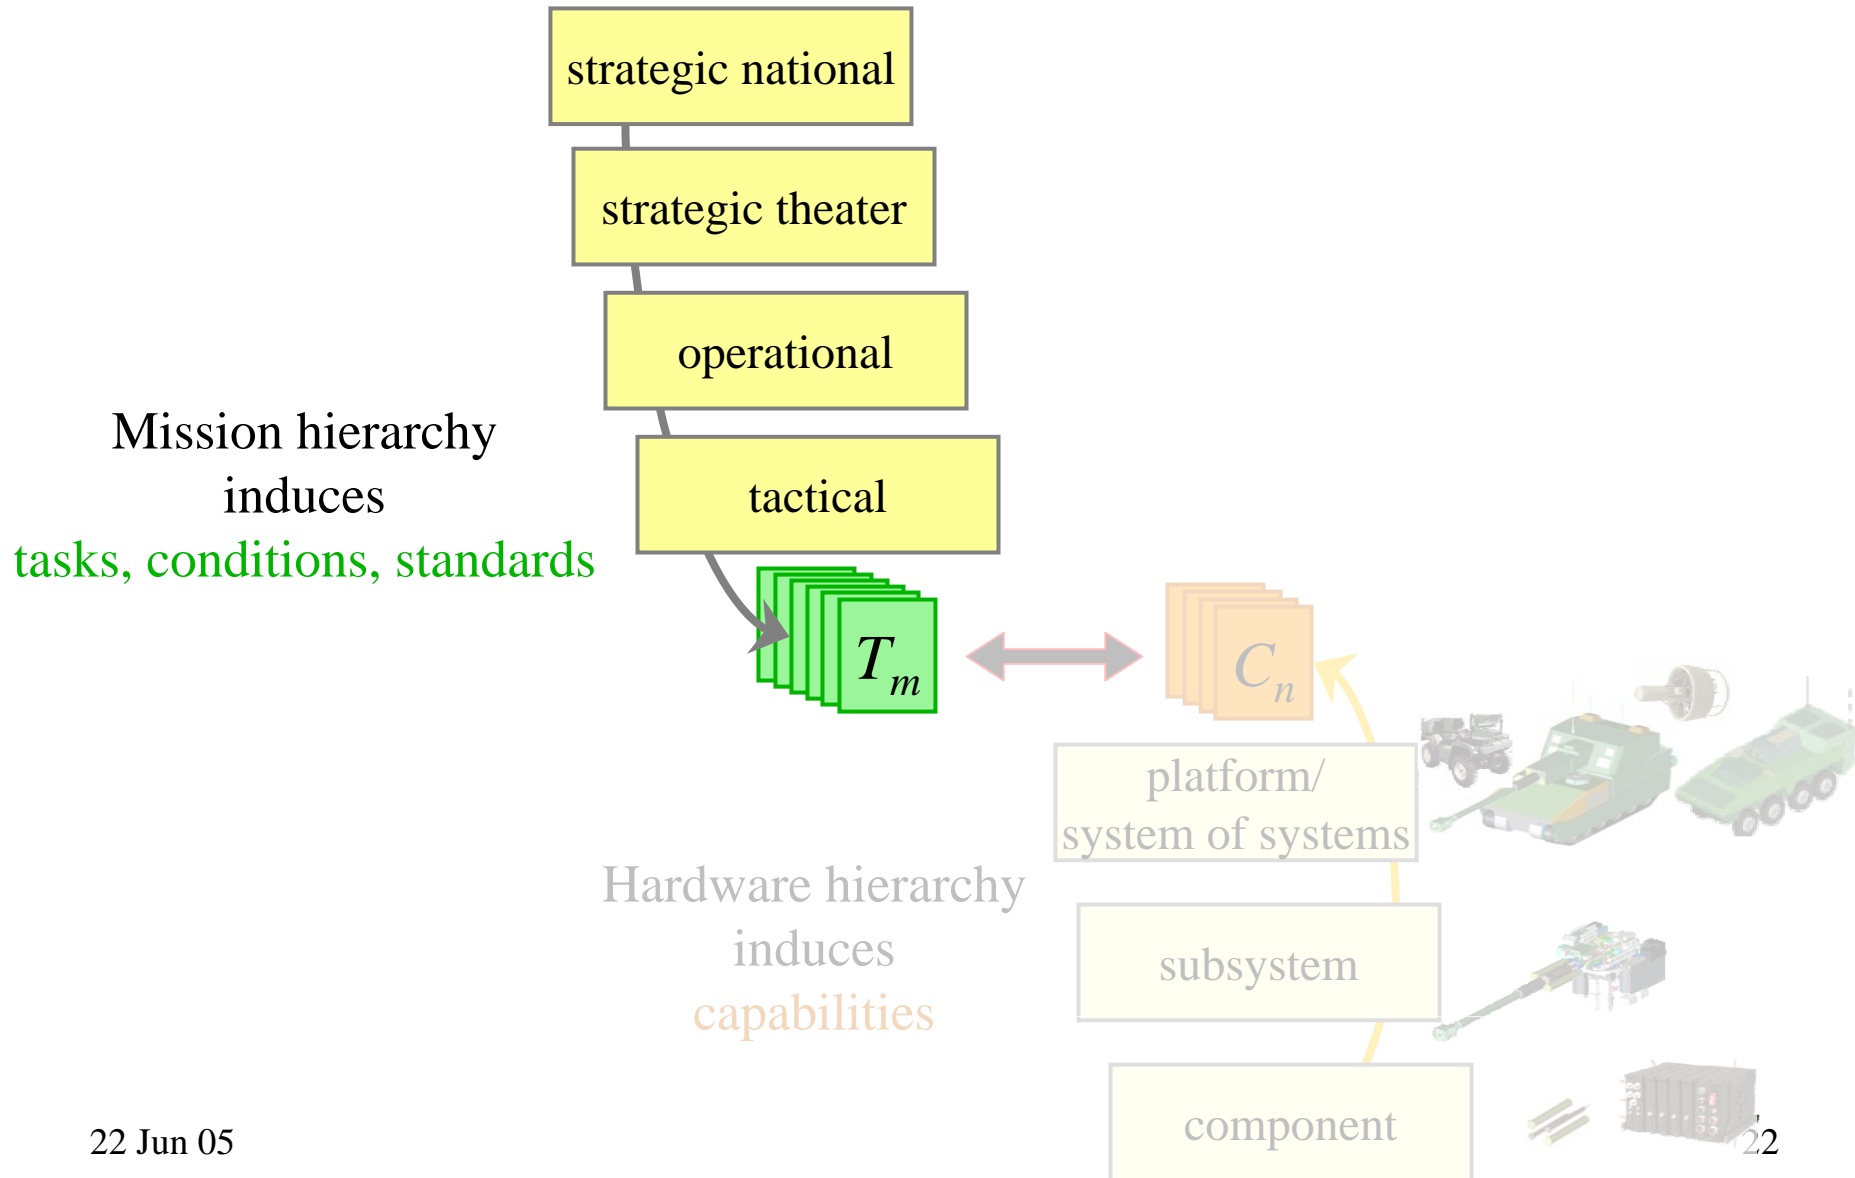 strategic national
strategic theater
operational
tactical
Mission hierarchy
induces
tasks, conditions, standards
Tm
Cn
platform/
system of systems
Hardware hierarchy
induces
capabilities
subsystem
component
22 Jun 05
22